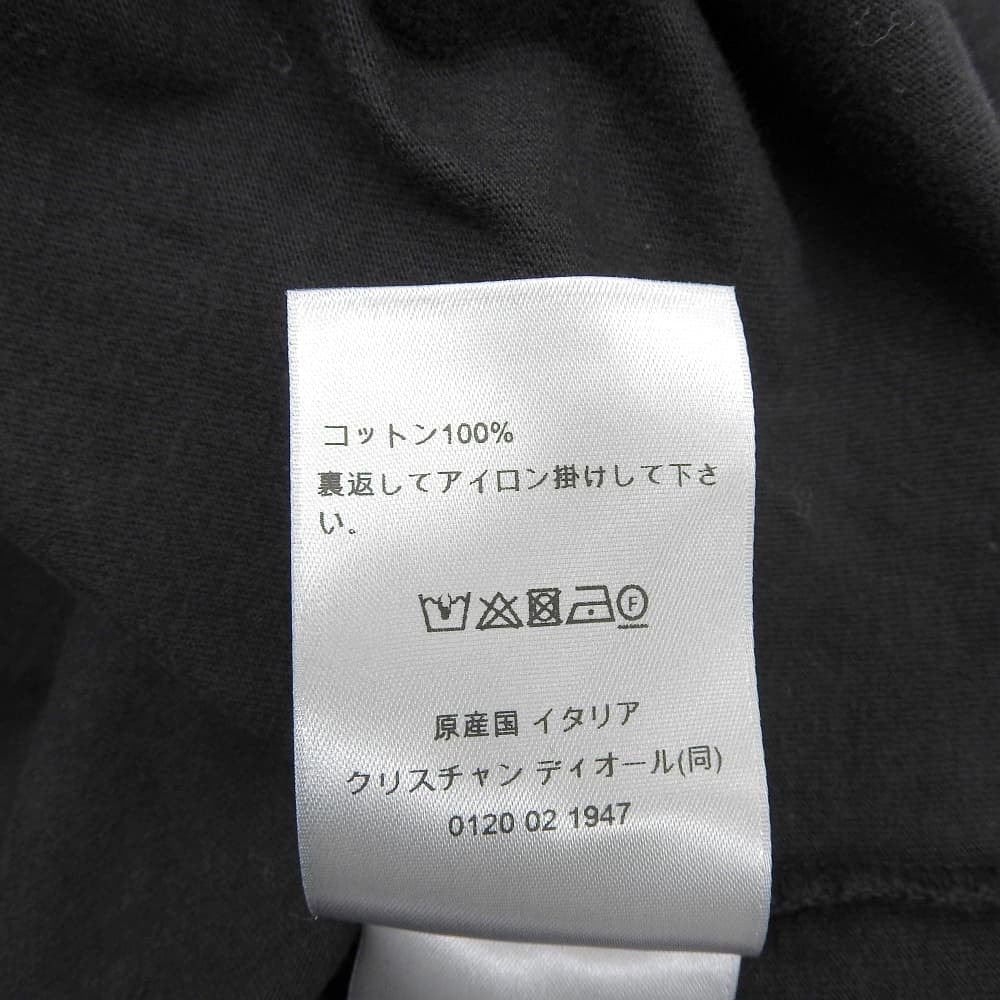 コットン100%
裏返してアイロン掛けして下さ
い。
F
原産国 イタリア
クリスチャン ディオール(同)
0120 02 1947